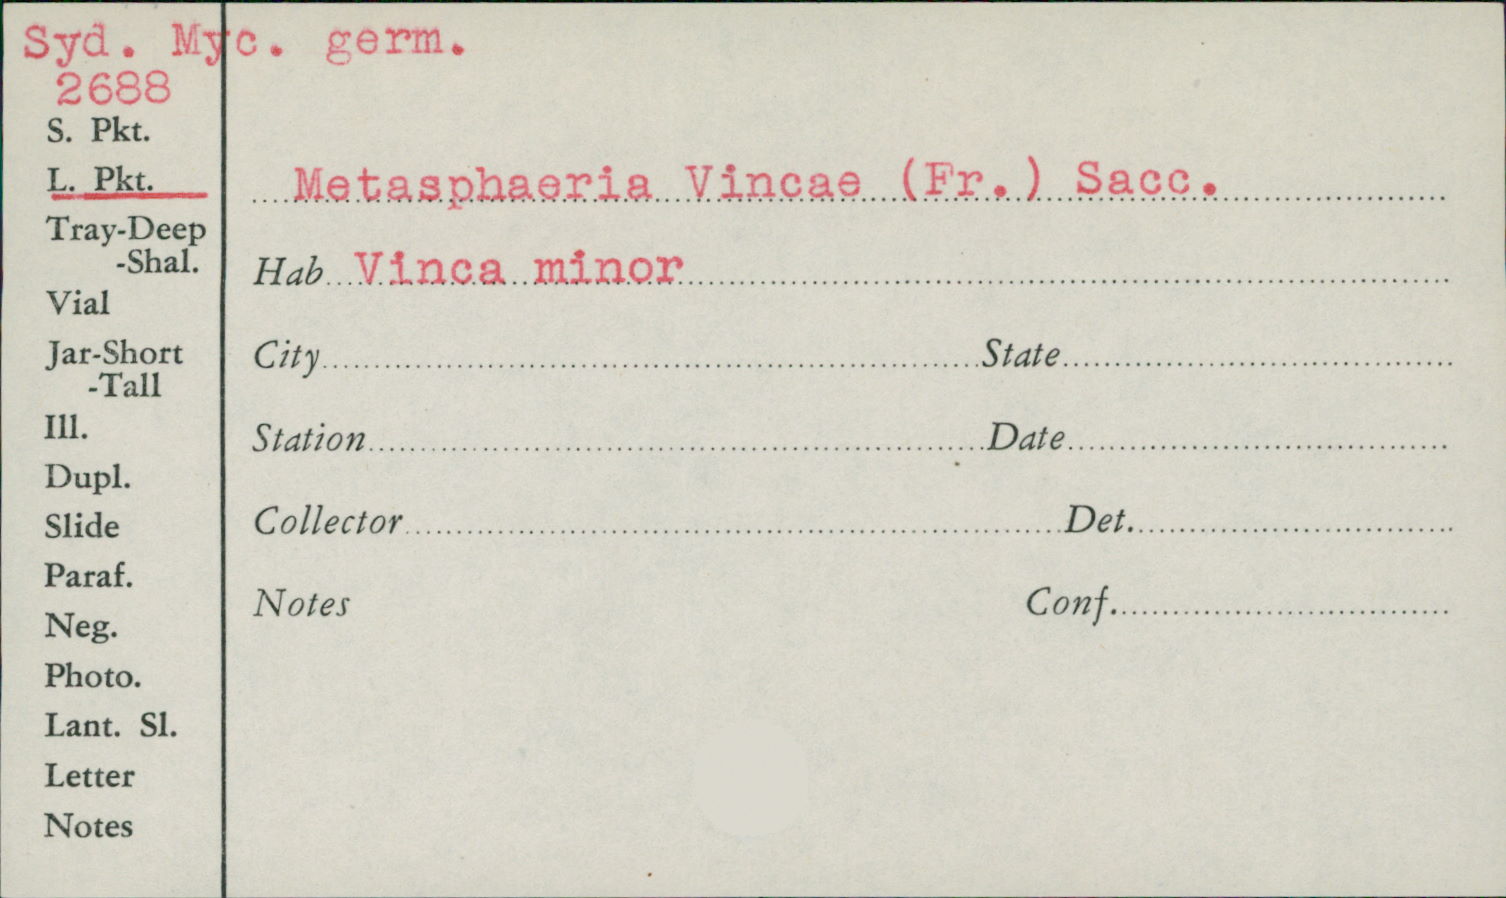 Syd. Myc. germ.
2688
S. Pkt.
L. Pkt.
Tray-Deep
-Shal.
Vial
Jar-Short
-Tall
Ill.
Dupl.
Slide
Paraf.
Neg.
Photo.
Lant. Sl.
Letter
Notes
Metasphaeria Vincae (Fr.) Sacc.
Hab Vinca minor
City State
Station Date
Collector Det.
Notes Conf.